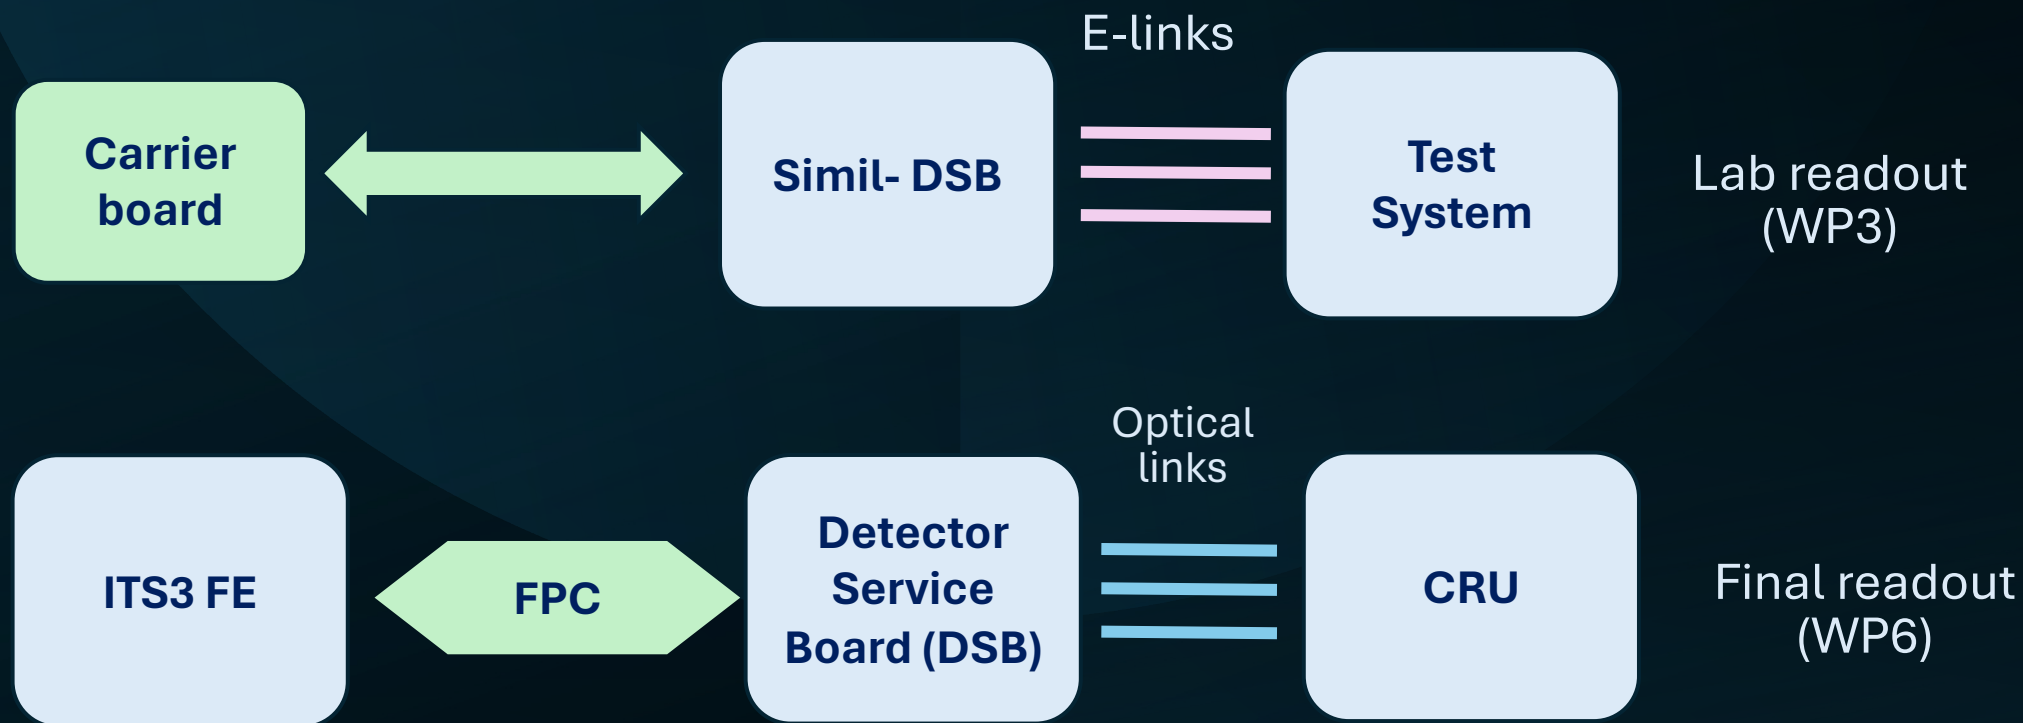 E-links
Carrier
board
Simil- DSB
Test
System
Lab readout
(WP3)
Optical
links
ITS3 FE
FPC
Detector
Service
Board (DSB)
CRU
Final readout
(WP6)